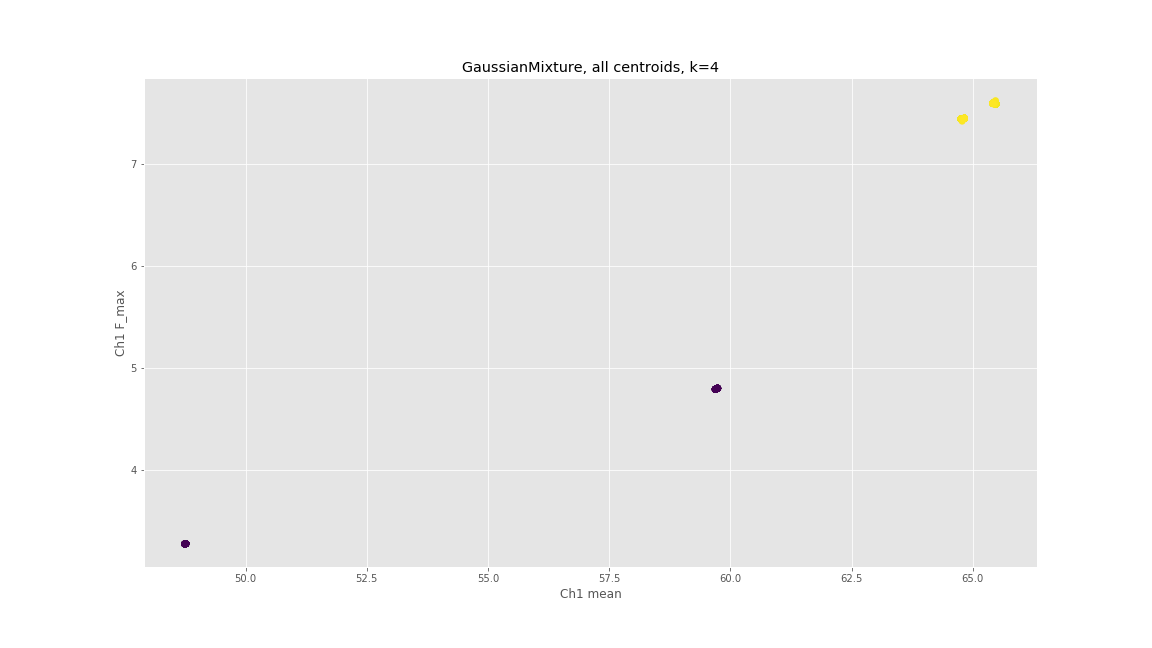 GaussianMixture, all centroids, k=4
7
6
5
4
Ch1 F_max
50.0 52.5 55.0 57.5 60.0 62.5 65.0
Ch1 mean